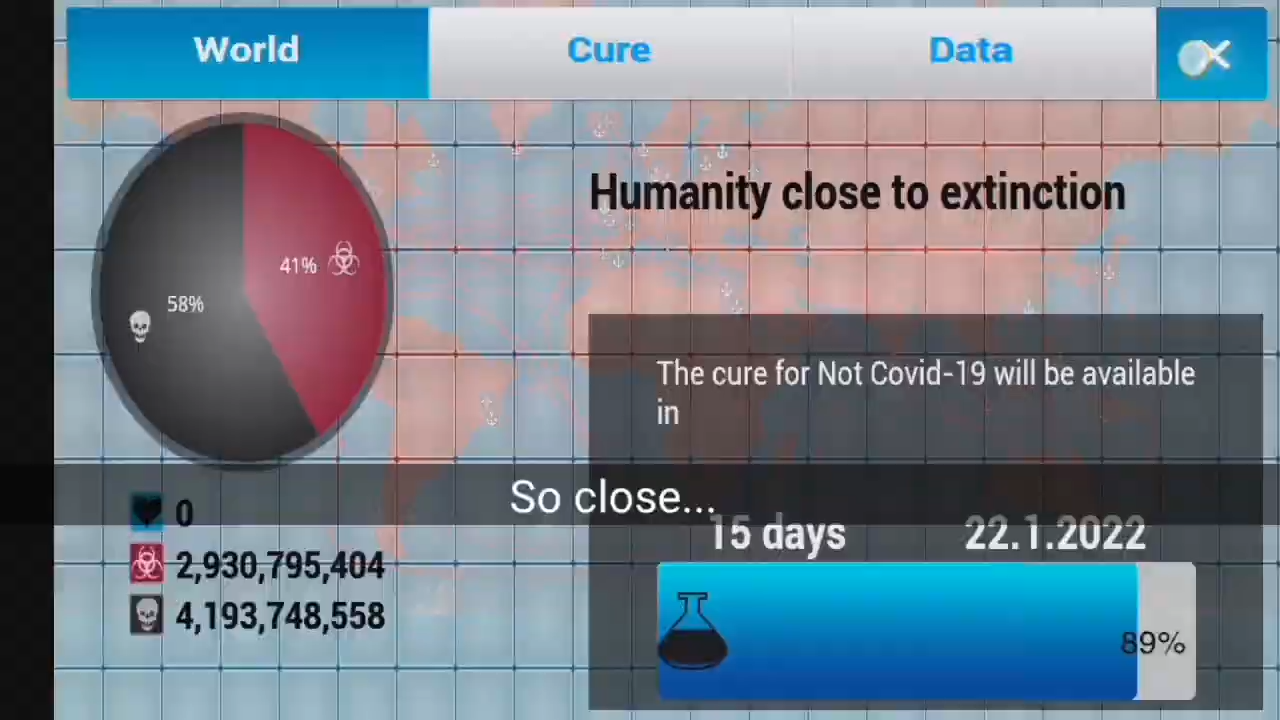 World
Cure
Data
Humanity close to extinction
41%
58%
The cure for Not Covid-19 will be available
in
So close...
15 days
22.1.2022
0
2,930,795,404
4,193,748,558
89%